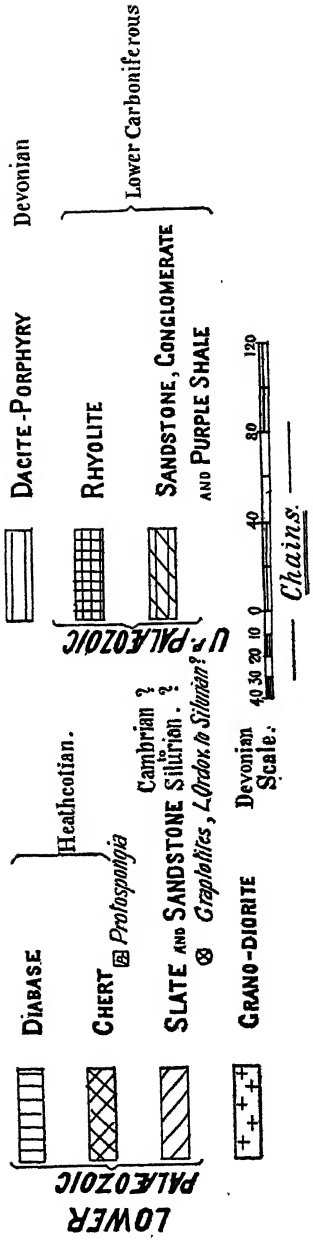 LOWER
PALÆOZOIC
DIABASE
Heathcotian.
CHERT
Protospongia
SLATE AND SANDSTONE Cambrian ? to Silurian . ?
Graptolites, L. Ordov. to Silurian?
GRANO-DIORITE
Devonian
DACITE-PORPHYRY
Devonian
UP. PALÆOZOIC
RHYOLITE
SANDSTONE, CONGLOMERATE
AND PURPLE SHALE
Lower Carboniferous
Scale.
40 30 20 10 0 40 80 120
Chains.